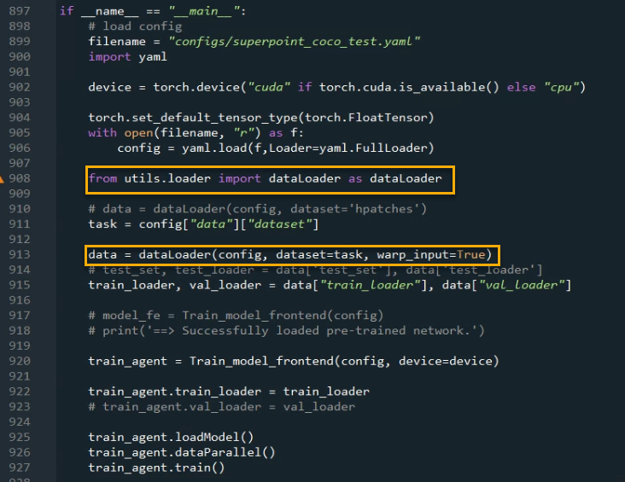 897 if __name__ == "__main__":
898     # load config
899     filename = "configs/superpoint_coco_test.yaml"
900     import yaml
901
902     device = torch.device("cuda" if torch.cuda.is_available() else "cpu")
903
904     torch.set_default_tensor_type(torch.FloatTensor)
905     with open(filename, "r") as f:
906         config = yaml.load(f,Loader=yaml.FullLoader)
907
908     from utils.loader import dataLoader as dataLoader
909
910     # data = dataLoader(config, dataset='hpatches')
911     task = config["data"]["dataset"]
912
913     data = dataLoader(config, dataset=task, warp_input=True)
914     # test_set, test_loader = data['test_set'], data['test_loader']
915     train_loader, val_loader = data["train_loader"], data["val_loader"]
916
917     # model_fe = Train_model_frontend(config)
918     # print('==> Successfully loaded pre-trained network.')
919
920     train_agent = Train_model_frontend(config, device=device)
921
922     train_agent.train_loader = train_loader
923     # train_agent.val_loader = val_loader
924
925     train_agent.loadModel()
926     train_agent.dataParallel()
927     train_agent.train()